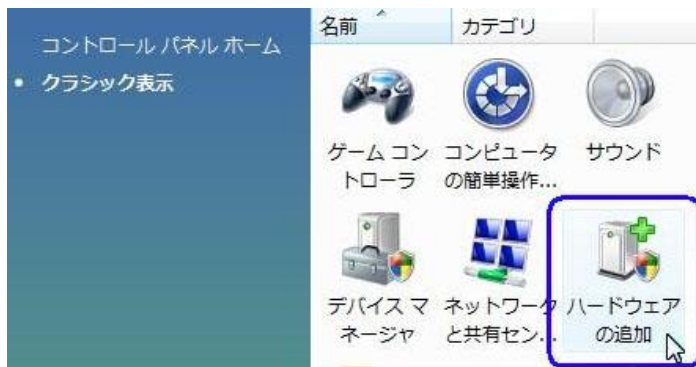 コントロール パネル ホーム
• クラシック表示
名前 カテゴリ
ゲーム コン
トローラ
コンピュータ
の簡単操作...
サウンド
デバイス マ
ネージャ
ネットワーク
と共有セン...
ハードウェア
の追加